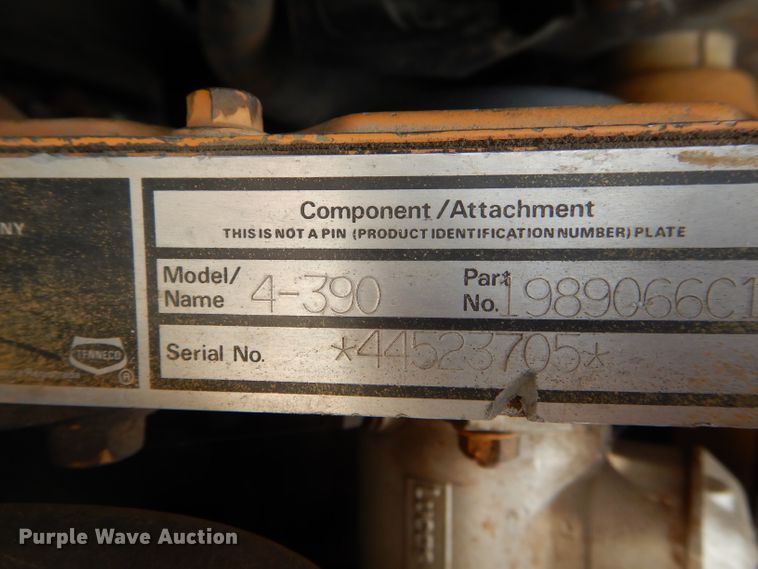 NY
TENNECO
®
Component/Attachment
THIS IS NOT A PIN (PRODUCT IDENTIFICATION NUMBER) PLATE
Model/ Name 4-390 Part No. 1989066C1
Serial No. *44523705*
Purple Wave Auction